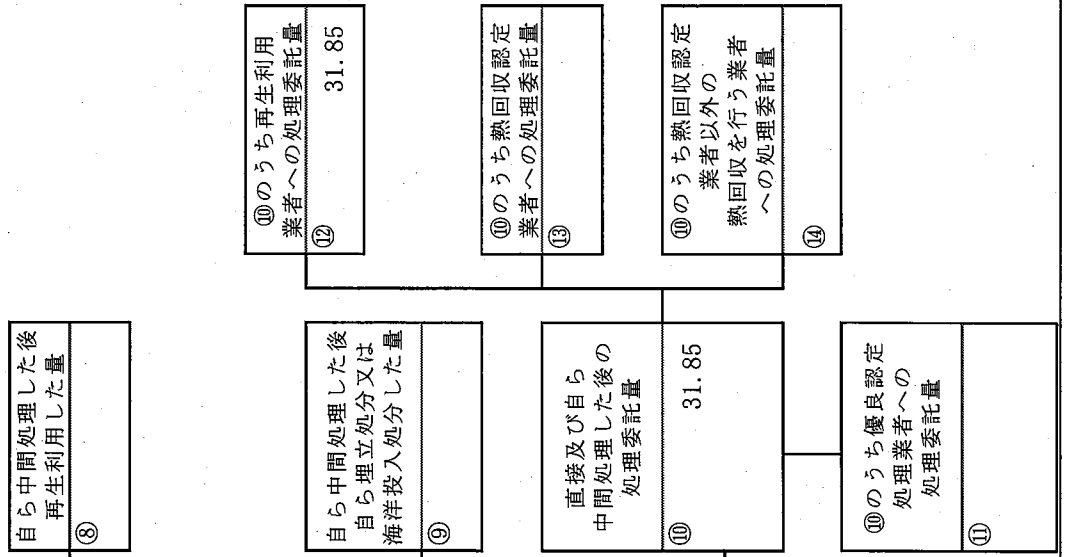 自ら中間処理した後
再生利用した量
⑧
自ら中間処理した後
自ら埋立処分又は
海洋投入処分した量
⑨
直接及び自ら
中間処理した後の
処理委託量
⑩
31.85
⑩のうち優良認定
処理業者への
処理委託量
⑪
⑩のうち再生利用
業者への処理委託量
⑫
31.85
⑩のうち熱回収認定
業者への処理委託量
⑬
⑩のうち熱回収認定
業者以外の
熱回収を行う業者
への処理委託量
⑭